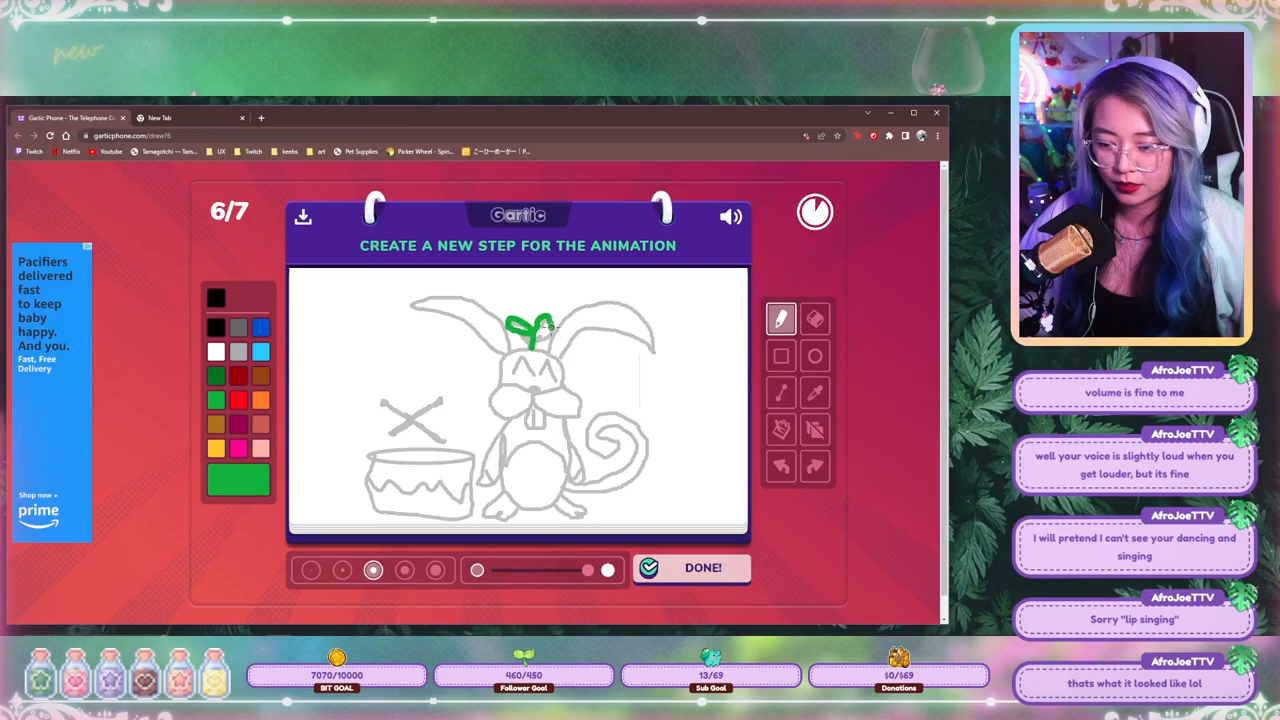 new
Gartic Phone - The Telephone G
New Tab
garticphone.com/draw?6
Twitch
Netflix
Youtube
Tamagotchi — Tam...
UX
Twitch
keebs
art
Pet Supplies
Picker Wheel - Spin...
6/7
Gartic
CREATE A NEW STEP FOR THE ANIMATION
Pacifiers
delivered
fast
to keep
baby
happy.
And you.
Fast, Free
Delivery
Shop now ▸
prime
DONE!
AfroJoeTTV
volume is fine to me
AfroJoeTTV
well your voice is slightly loud when you
get louder, but its fine
AfroJoeTTV
I will pretend I can't see your dancing and
singing
AfroJoeTTV
Sorry "lip singing"
AfroJoeTTV
thats what it looked like lol
7070/10000
BIT GOAL
460/450
Follower Goal
13/69
Sub Goal
$0/$69
Donations